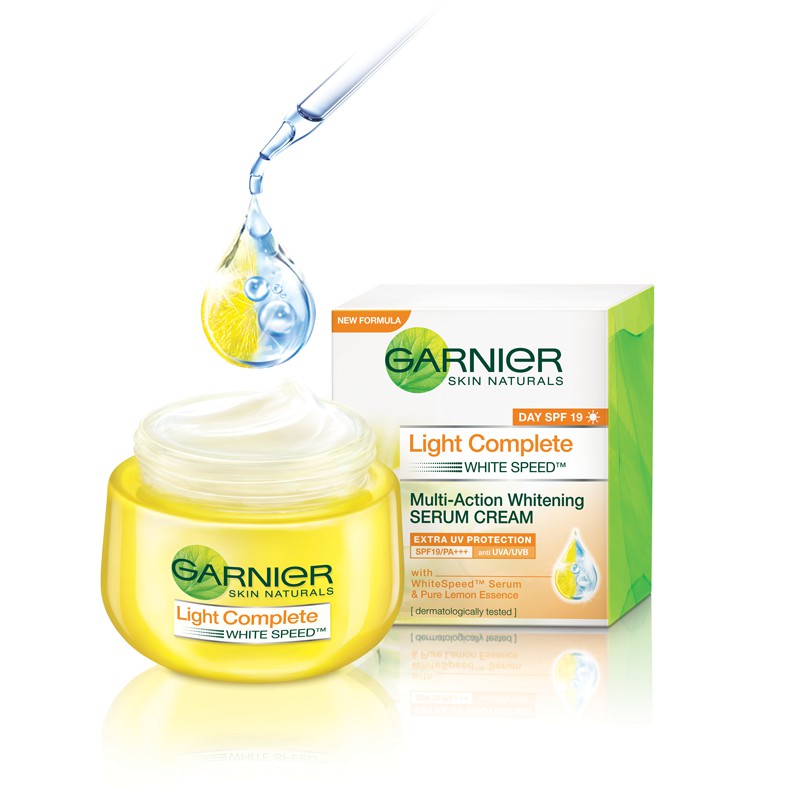 NEW FORMULA
GARNIER
SKIN NATURALS
DAY SPF 19
Light Complete
WHITE SPEED™
Multi-Action Whitening
SERUM CREAM
EXTRA UV PROTECTION
SPF19/PA+++ anti UVA/UVB
with
WhiteSpeed™ Serum
& Pure Lemon Essence
[ dermatologically tested ]
GARNIER
SKIN NATURALS
Light Complete
WHITE SPEED™